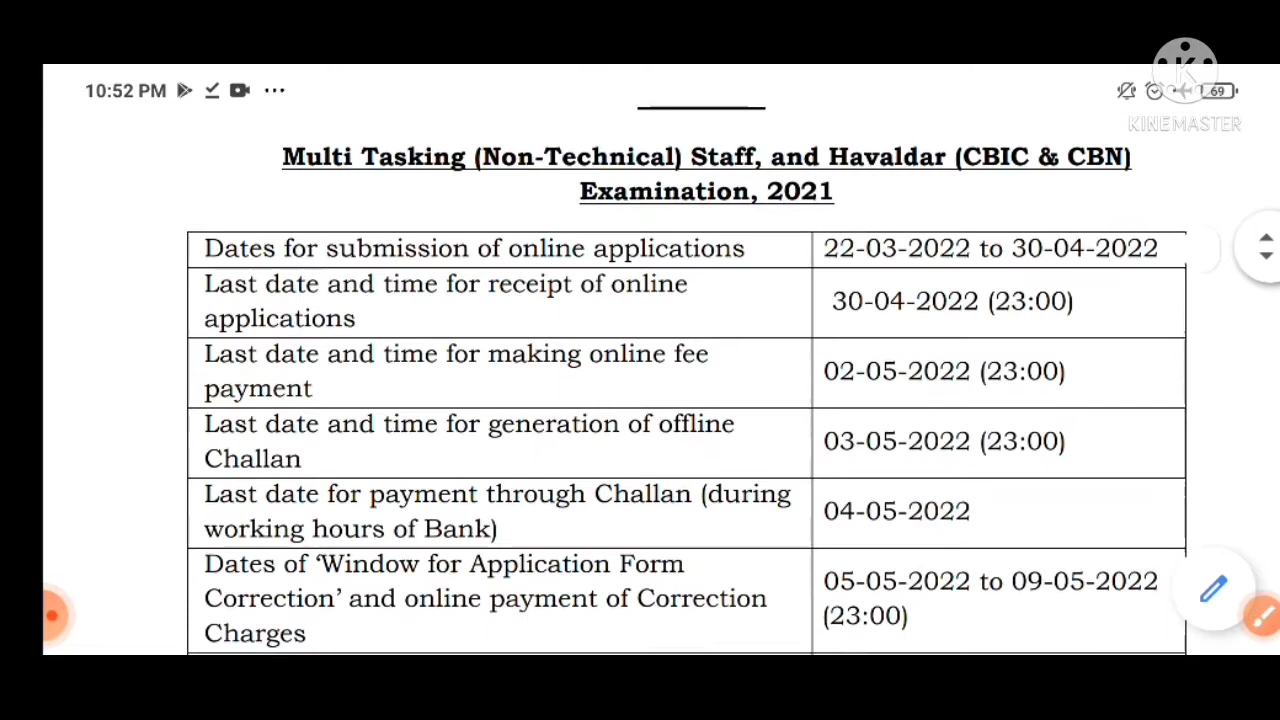 10:52 PM
69
K
KINEMASTER
Multi Tasking (Non-Technical) Staff, and Havaldar (CBIC & CBN)
Examination, 2021
Dates for submission of online applications
22-03-2022 to 30-04-2022
Last date and time for receipt of online
applications
30-04-2022 (23:00)
Last date and time for making online fee
payment
02-05-2022 (23:00)
Last date and time for generation of offline
Challan
03-05-2022 (23:00)
Last date for payment through Challan (during
working hours of Bank)
04-05-2022
Dates of ‘Window for Application Form
Correction’ and online payment of Correction
Charges
05-05-2022 to 09-05-2022
(23:00)